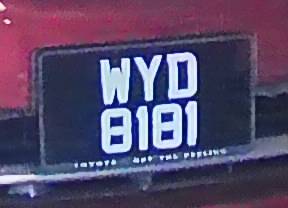 WYD
8181
TOYOTA GET THE FEELING